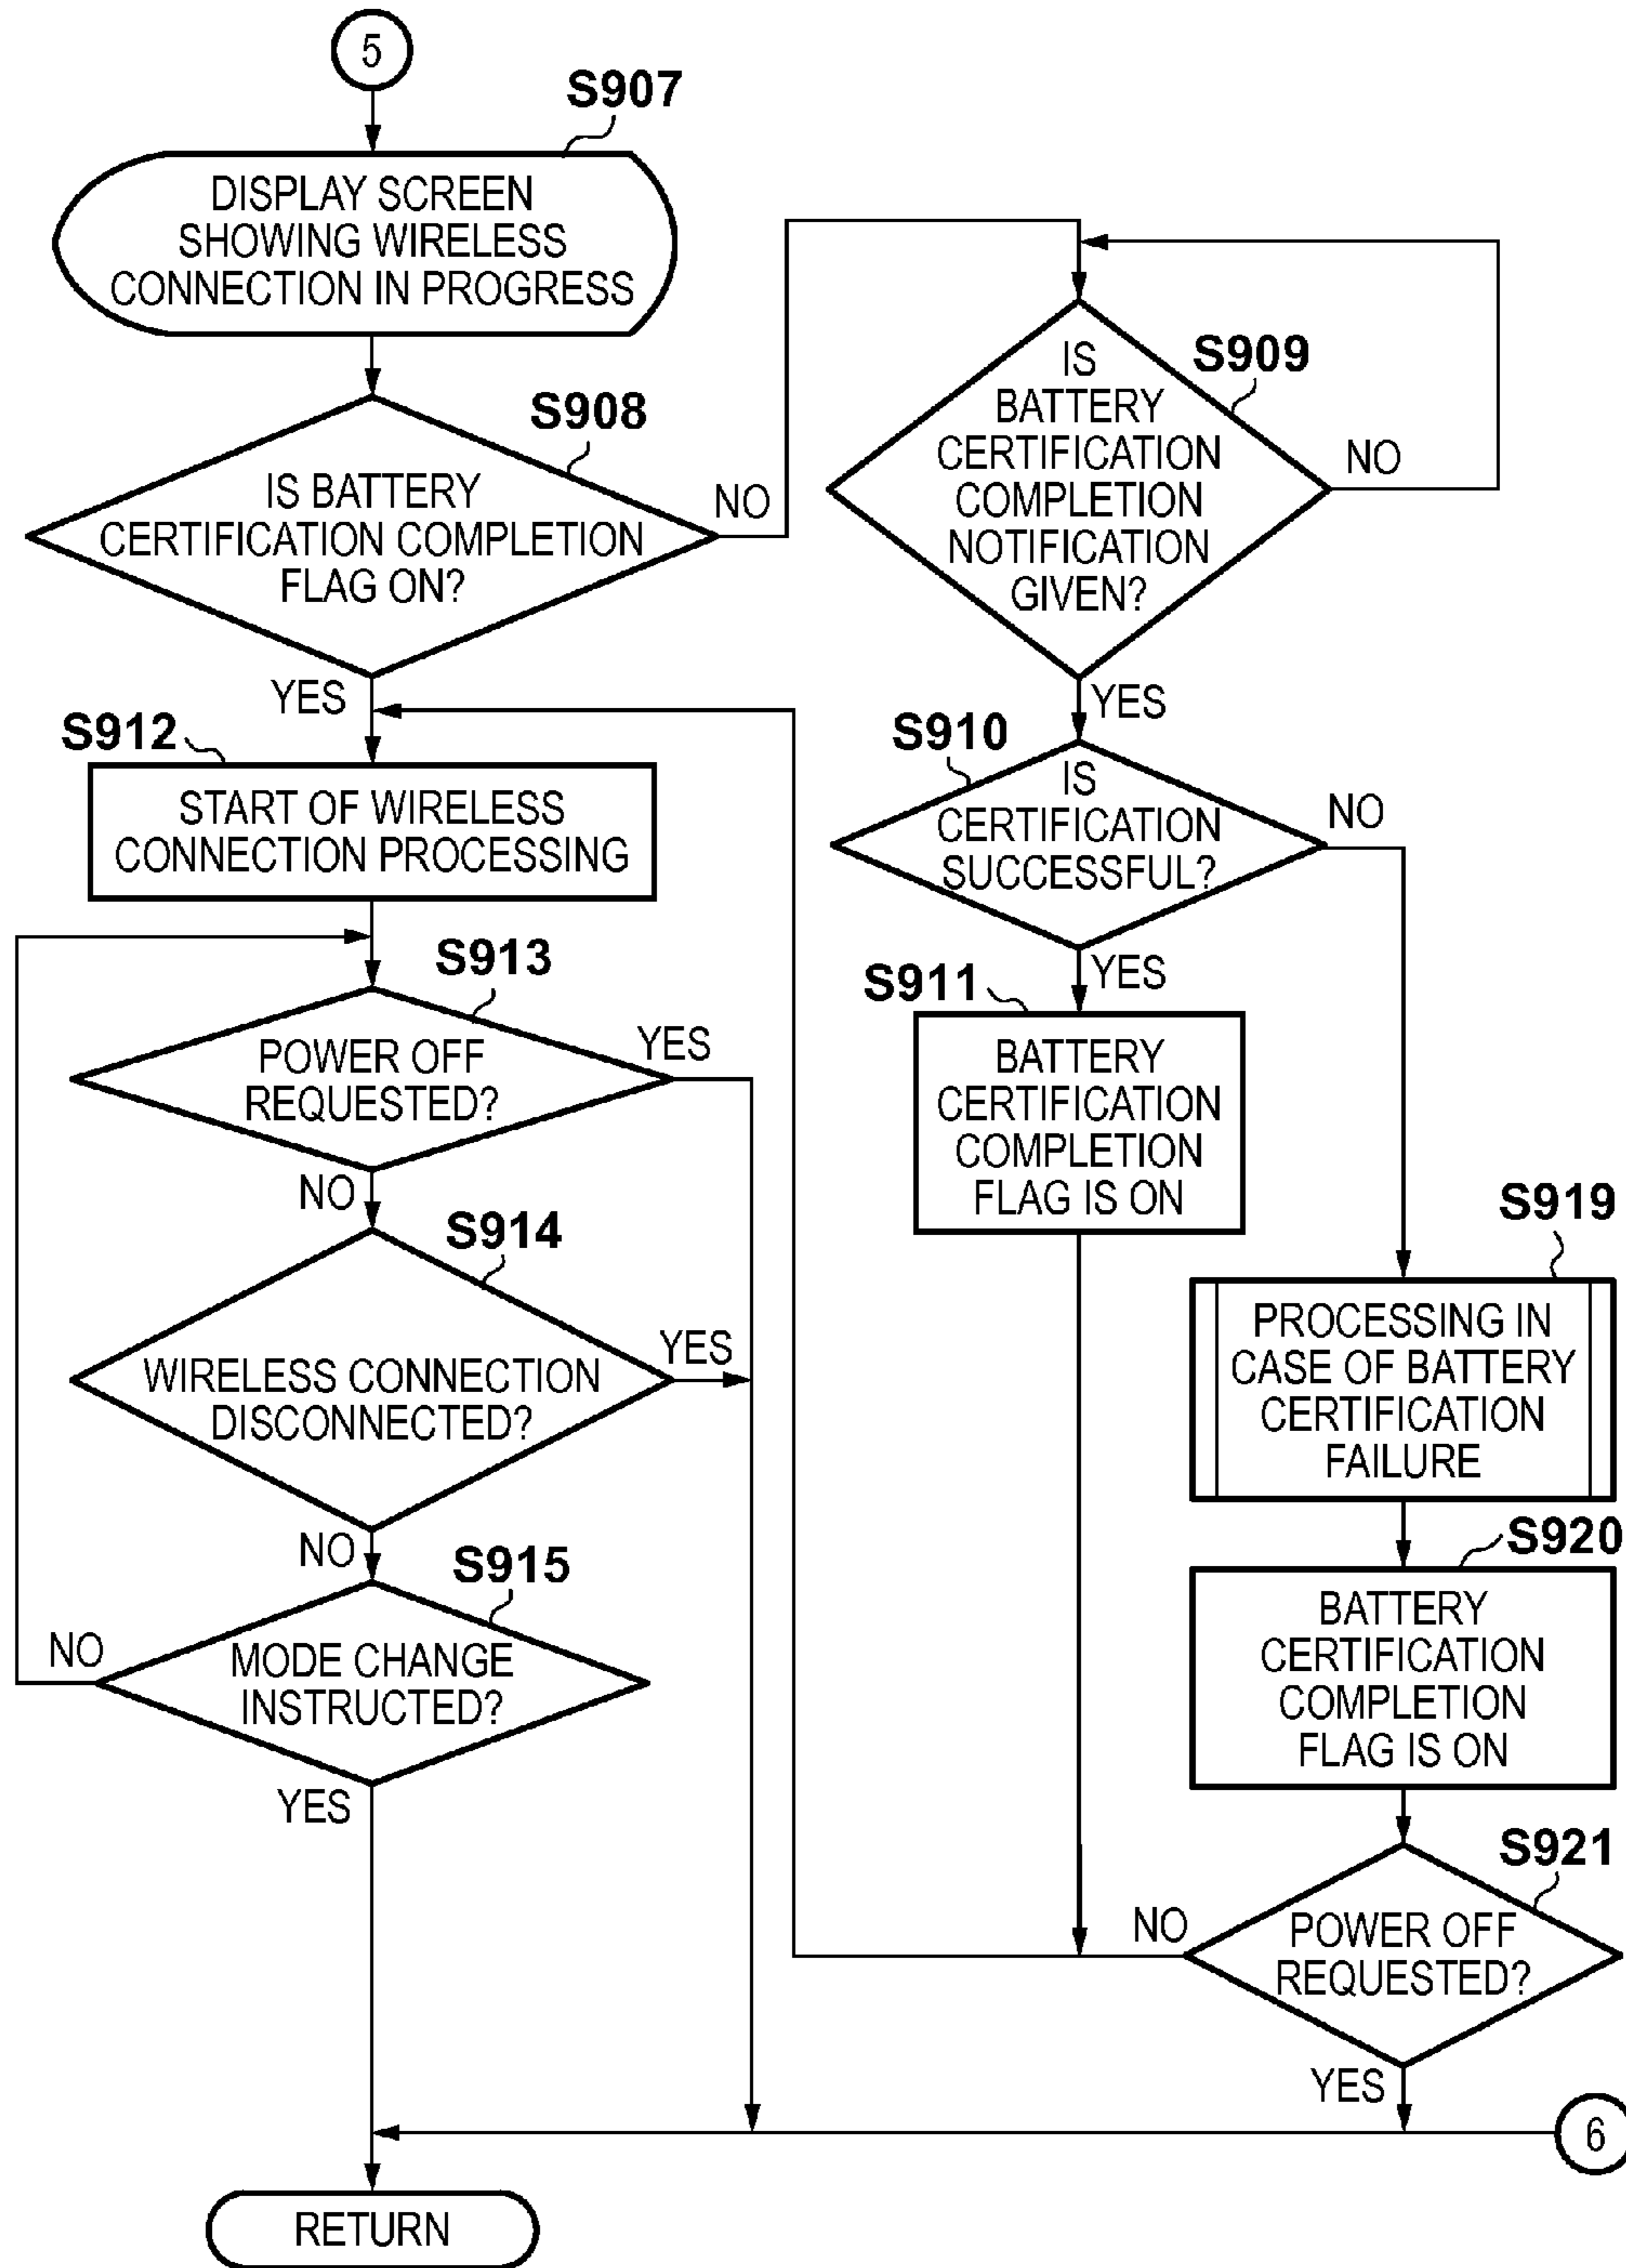 5
S907
DISPLAY SCREEN
SHOWING WIRELESS
CONNECTION IN PROGRESS
S908
IS BATTERY
CERTIFICATION COMPLETION
FLAG ON?
NO
YES
S909
IS
BATTERY
CERTIFICATION
COMPLETION
NOTIFICATION
GIVEN?
NO
YES
S910
IS
CERTIFICATION
SUCCESSFUL?
NO
YES
S911
BATTERY
CERTIFICATION
COMPLETION
FLAG IS ON
S912
START OF WIRELESS
CONNECTION PROCESSING
S913
POWER OFF
REQUESTED?
YES
NO
S914
WIRELESS CONNECTION
DISCONNECTED?
YES
NO
S915
MODE CHANGE
INSTRUCTED?
NO
YES
S919
PROCESSING IN
CASE OF BATTERY
CERTIFICATION
FAILURE
S920
BATTERY
CERTIFICATION
COMPLETION
FLAG IS ON
S921
POWER OFF
REQUESTED?
NO
YES
6
RETURN